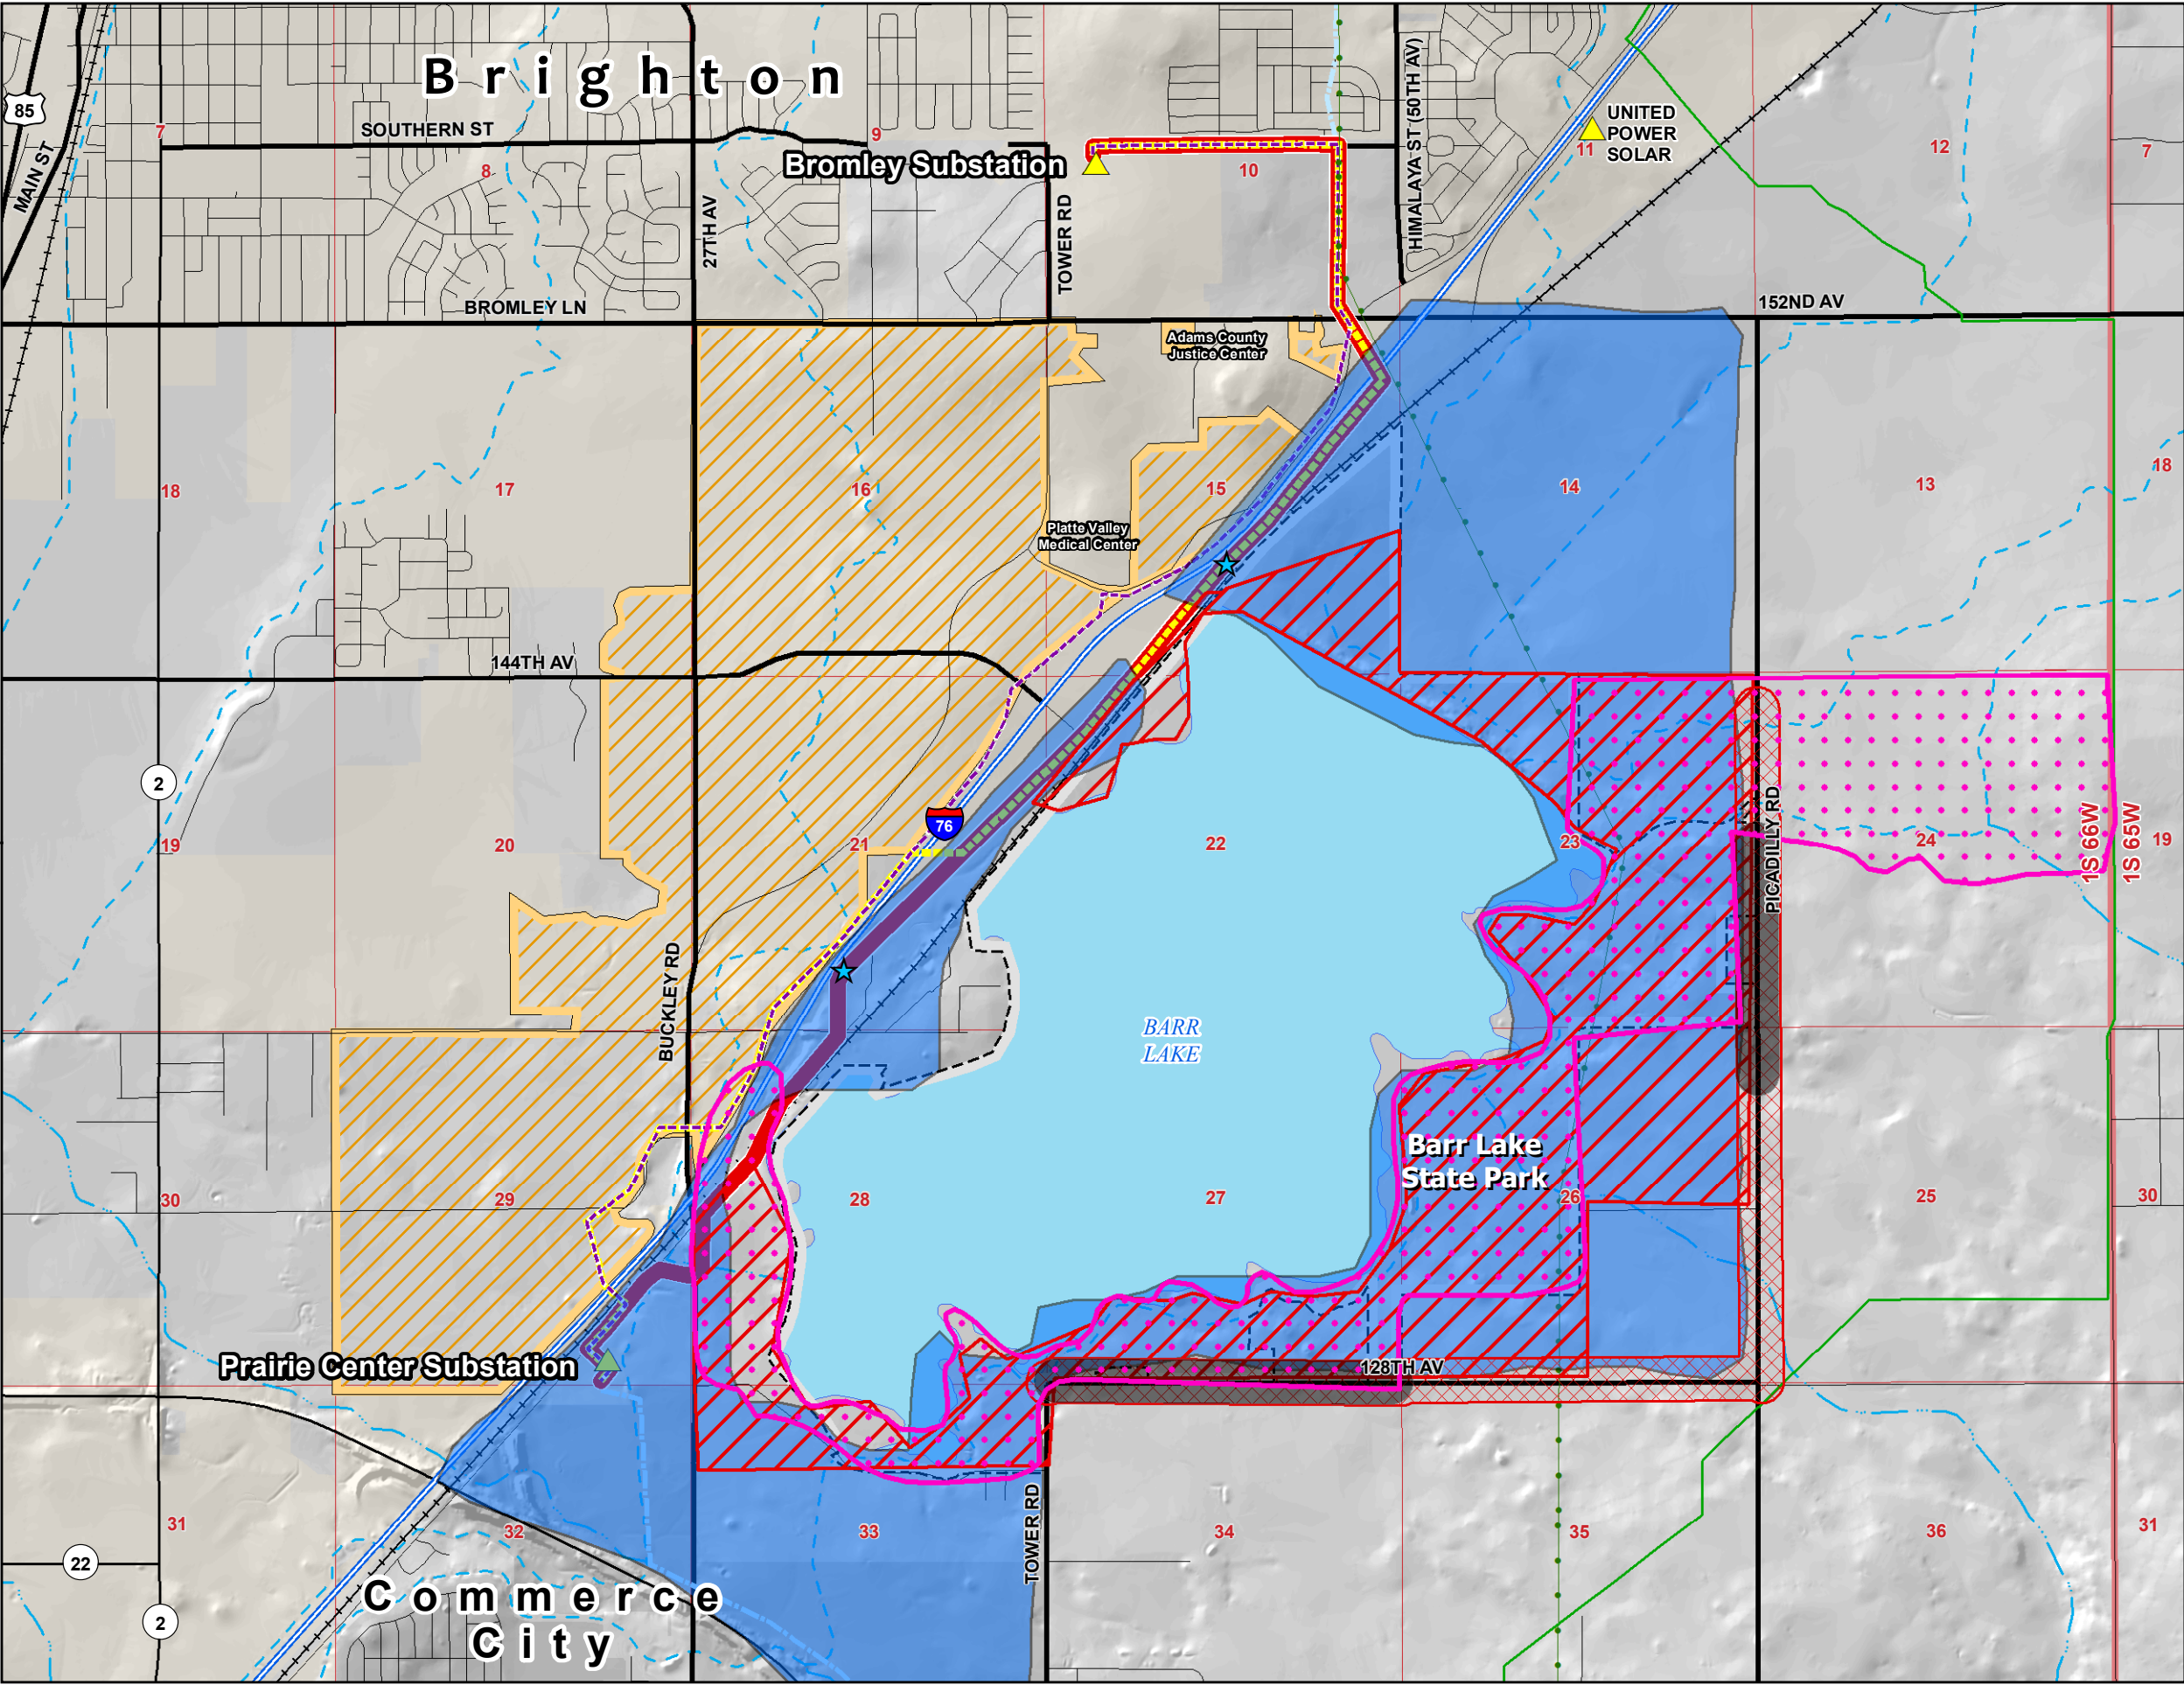 B r i g h t o n
85
MAIN ST
SOUTHERN ST
7
8
9
10
11
12
7
UNITED
POWER
SOLAR
HIMALAYA ST (50TH AV)
Bromley Substation
27TH AV
TOWER RD
BROMLEY LN
152ND AV
Adams County
Justice Center
18
17
16
15
14
13
18
Platte Valley
Medical Center
144TH AV
2
76
PICADILLY RD
19
20
21
22
23
24
1S 66W
1S 65W
19
BUCKLEY RD
BARR
LAKE
Barr Lake
State Park
30
29
28
27
26
25
30
Prairie Center Substation
128TH AV
TOWER RD
31
32
33
34
35
36
31
22
2
C o m m e r c e
C i t y